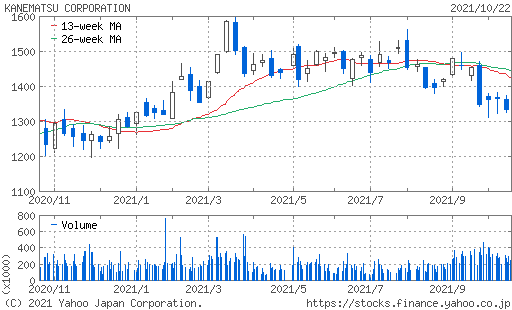 KANEMATSU CORPORATION 2021/10/22
1600
13-week MA
26-week MA
1500
1400
1300
1200
1100
2020/11 2021/1 2021/3 2021/5 2021/7 2021/9
800
Volume
600
400
200
(x1000)
2020/11 2021/1 2021/3 2021/5 2021/7 2021/9
(C) 2021 Yahoo Japan Corporation. https://stocks.finance.yahoo.co.jp/